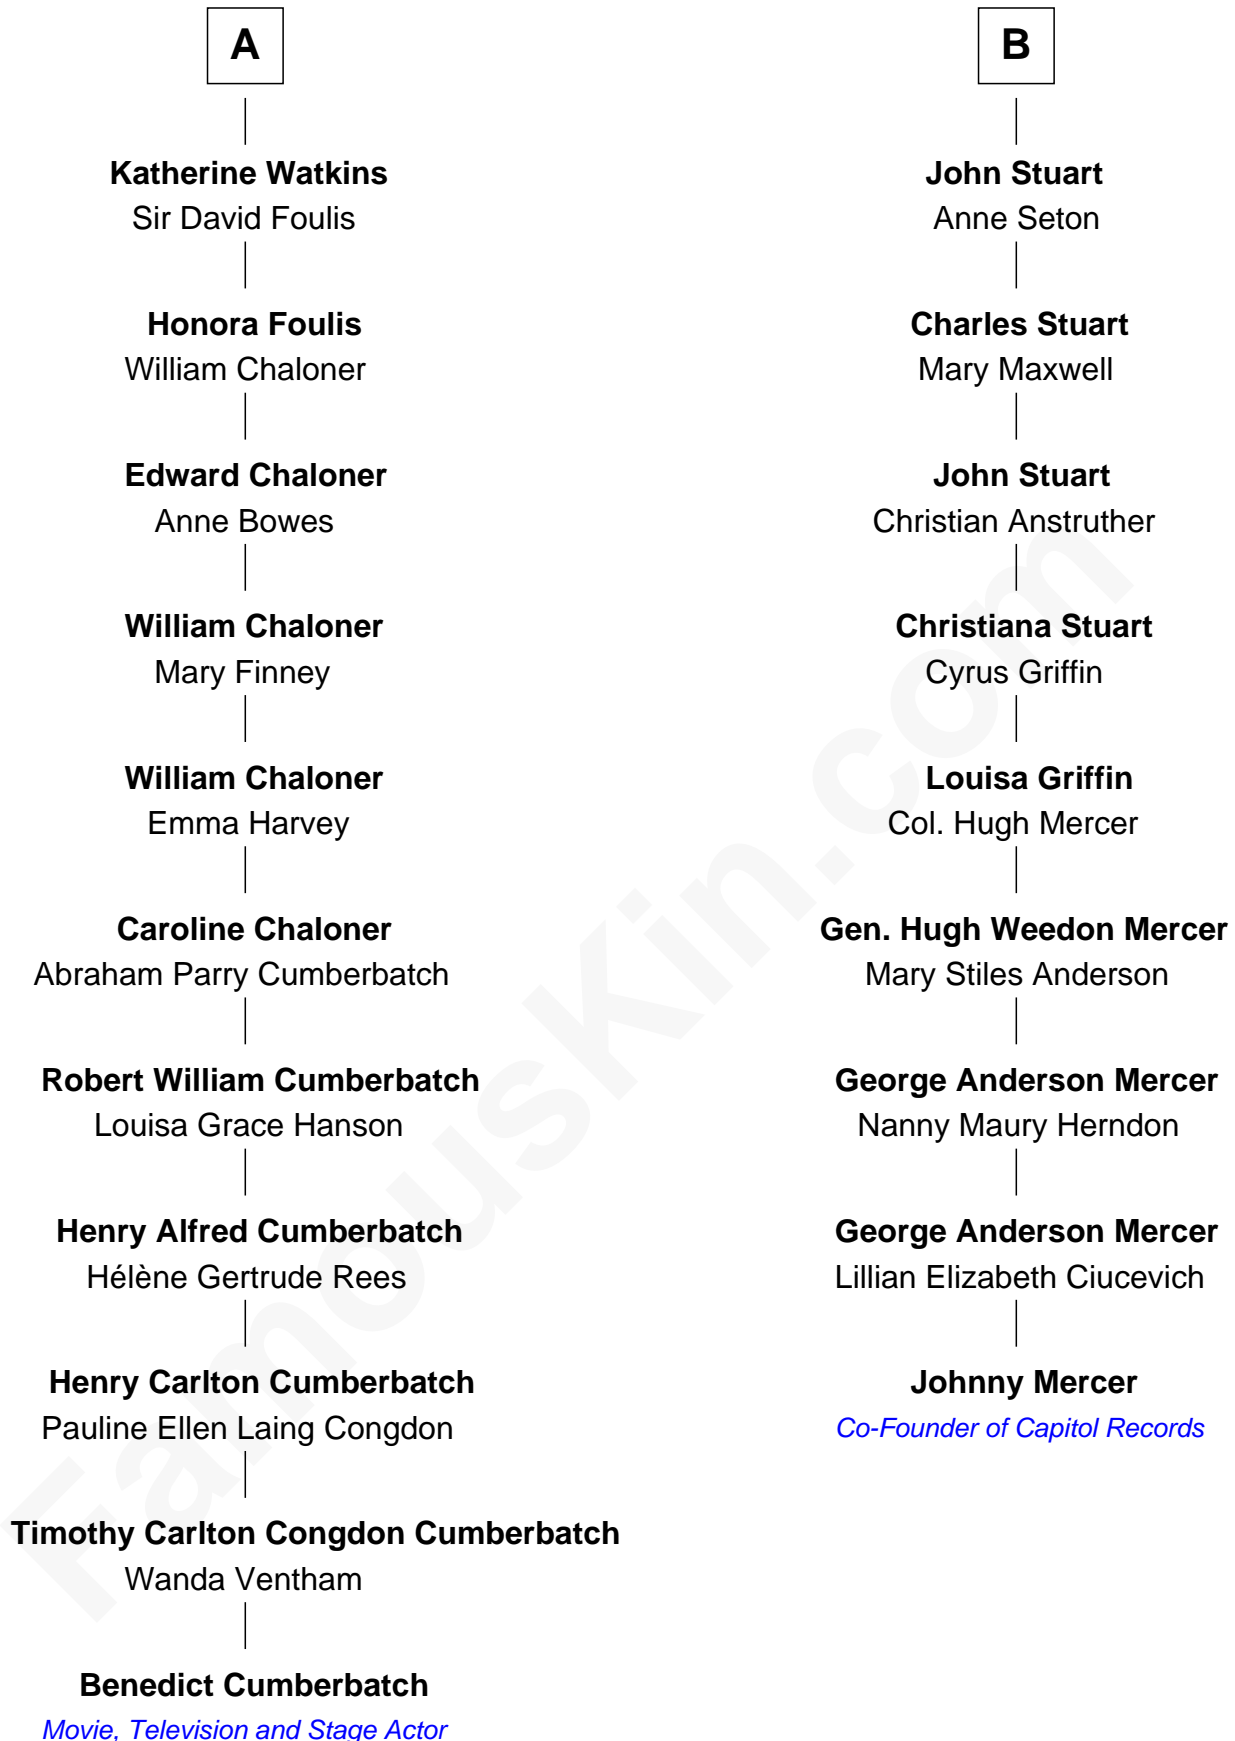 A
Katherine Watkins
Sir David Foulis
Honora Foulis
William Chaloner
Edward Chaloner
Anne Bowes
William Chaloner
Mary Finney
William Chaloner
Emma Harvey
Caroline Chaloner
Abraham Parry Cumberbatch
Robert William Cumberbatch
Louisa Grace Hanson
Henry Alfred Cumberbatch
Hélène Gertrude Rees
Henry Carlton Cumberbatch
Pauline Ellen Laing Congdon
Timothy Carlton Congdon Cumberbatch
Wanda Ventham
Benedict Cumberbatch
Movie, Television and Stage Actor
B
John Stuart
Anne Seton
Charles Stuart
Mary Maxwell
John Stuart
Christian Anstruther
Christiana Stuart
Cyrus Griffin
Louisa Griffin
Col. Hugh Mercer
Gen. Hugh Weedon Mercer
Mary Stiles Anderson
George Anderson Mercer
Nanny Maury Herndon
George Anderson Mercer
Lillian Elizabeth Ciucevich
Johnny Mercer
Co-Founder of Capitol Records
FamousKin.com